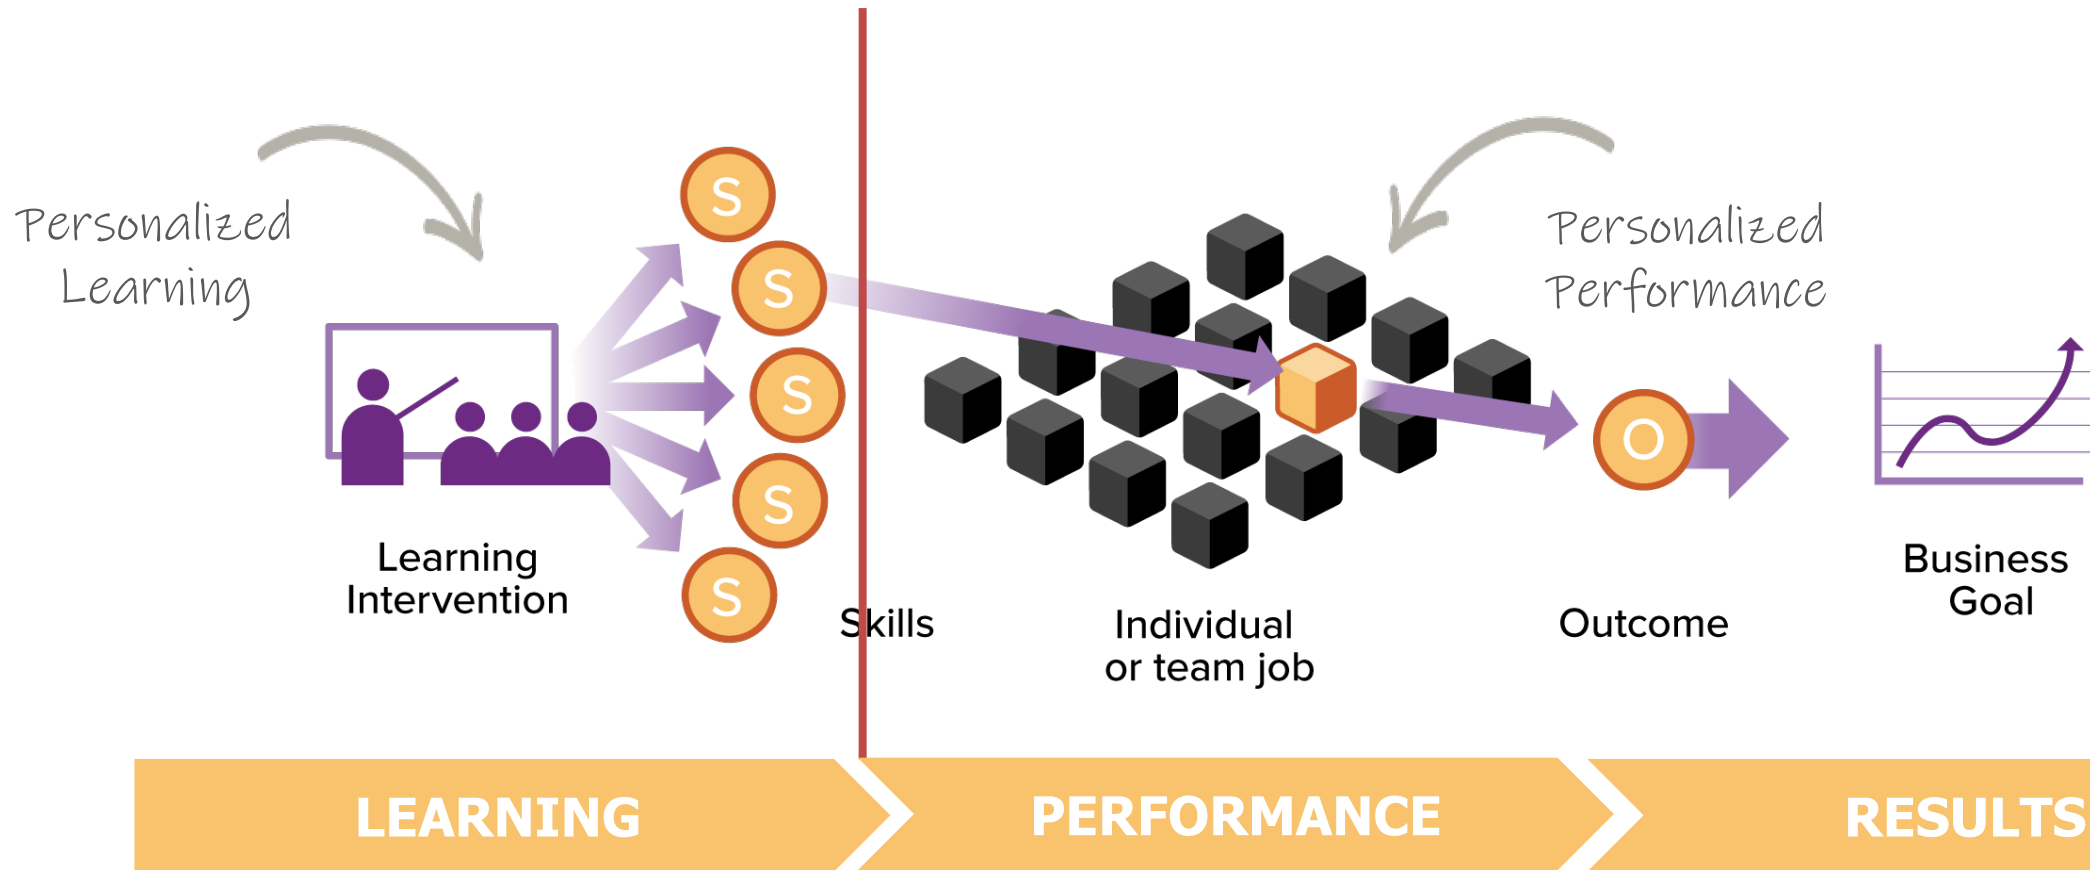 Personalized
Learning
S
S
S
S
S
Learning
Intervention
Skills
Personalized
Performance
Individual
or team job
O
Outcome
Business
Goal
LEARNING
PERFORMANCE
RESULTS